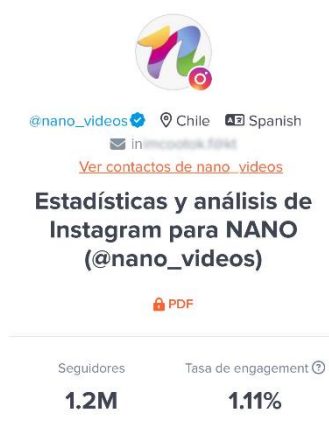 @nano_videos Chile Spanish
in
Ver contactos de nano_videos
Estadísticas y análisis de
Instagram para NANO
(@nano_videos)
PDF
Seguidores Tasa de engagement
1.2M 1.11%